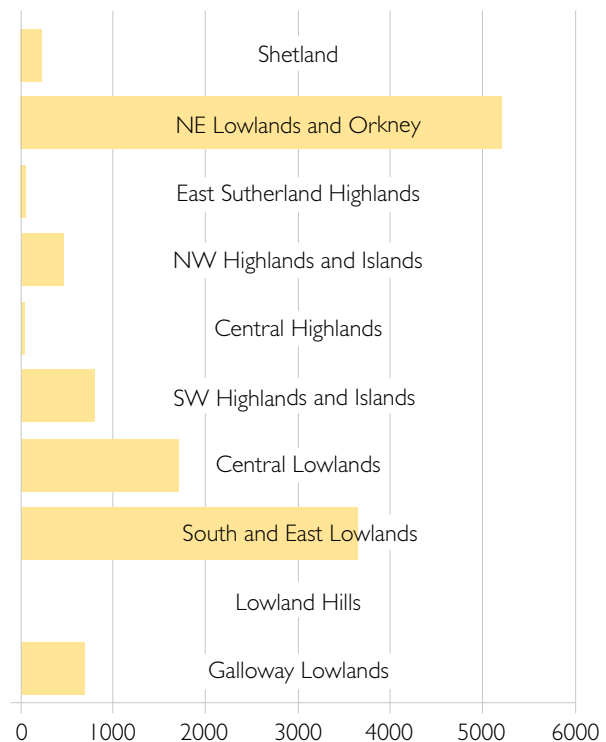 Shetland
NE Lowlands and Orkney
East Sutherland Highlands
NW Highlands and Islands
Central Highlands
SW Highlands and Islands
Central Lowlands
South and East Lowlands
Lowland Hills
Galloway Lowlands
0 1000 2000 3000 4000 5000 6000